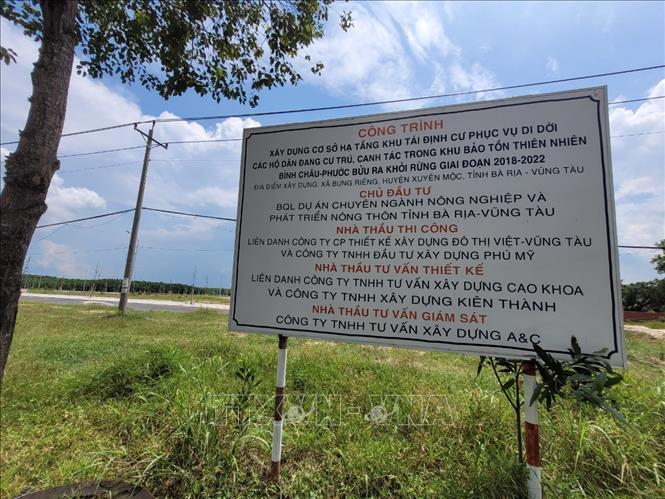 CÔNG TRÌNH
XÂY DỰNG CƠ SỞ HẠ TẦNG KHU TÁI ĐỊNH CƯ PHỤC VỤ DI DỜI
CÁC HỘ DÂN ĐANG CƯ TRÚ, CANH TÁC TRONG KHU BẢO TỒN THIÊN NHIÊN
BÌNH CHÂU-PHƯỚC BỬU RA KHỎI RỪNG GIAI ĐOẠN 2018-2022
ĐỊA ĐIỂM XÂY DỰNG: XÃ BƯNG RIỀNG, HUYỆN XUYÊN MỘC, TỈNH BÀ RỊA - VŨNG TÀU
CHỦ ĐẦU TƯ
BQL DỰ ÁN CHUYÊN NGÀNH NÔNG NGHIỆP VÀ
PHÁT TRIỂN NÔNG THÔN TỈNH BÀ RỊA-VŨNG TÀU
NHÀ THẦU THI CÔNG
LIÊN DANH CÔNG TY CP THIẾT KẾ XÂY DỰNG ĐÔ THỊ VIỆT-VŨNG TÀU
VÀ CÔNG TY TNHH ĐẦU TƯ XÂY DỰNG PHÚ MỸ
NHÀ THẦU TƯ VẤN THIẾT KẾ
LIÊN DANH CÔNG TY TNHH TƯ VẤN XÂY DỰNG CAO KHOA
VÀ CÔNG TY TNHH XÂY DỰNG KIÊN THÀNH
NHÀ THẦU TƯ VẤN GIÁM SÁT
CÔNG TY TNHH TƯ VẤN XÂY DỰNG A&C